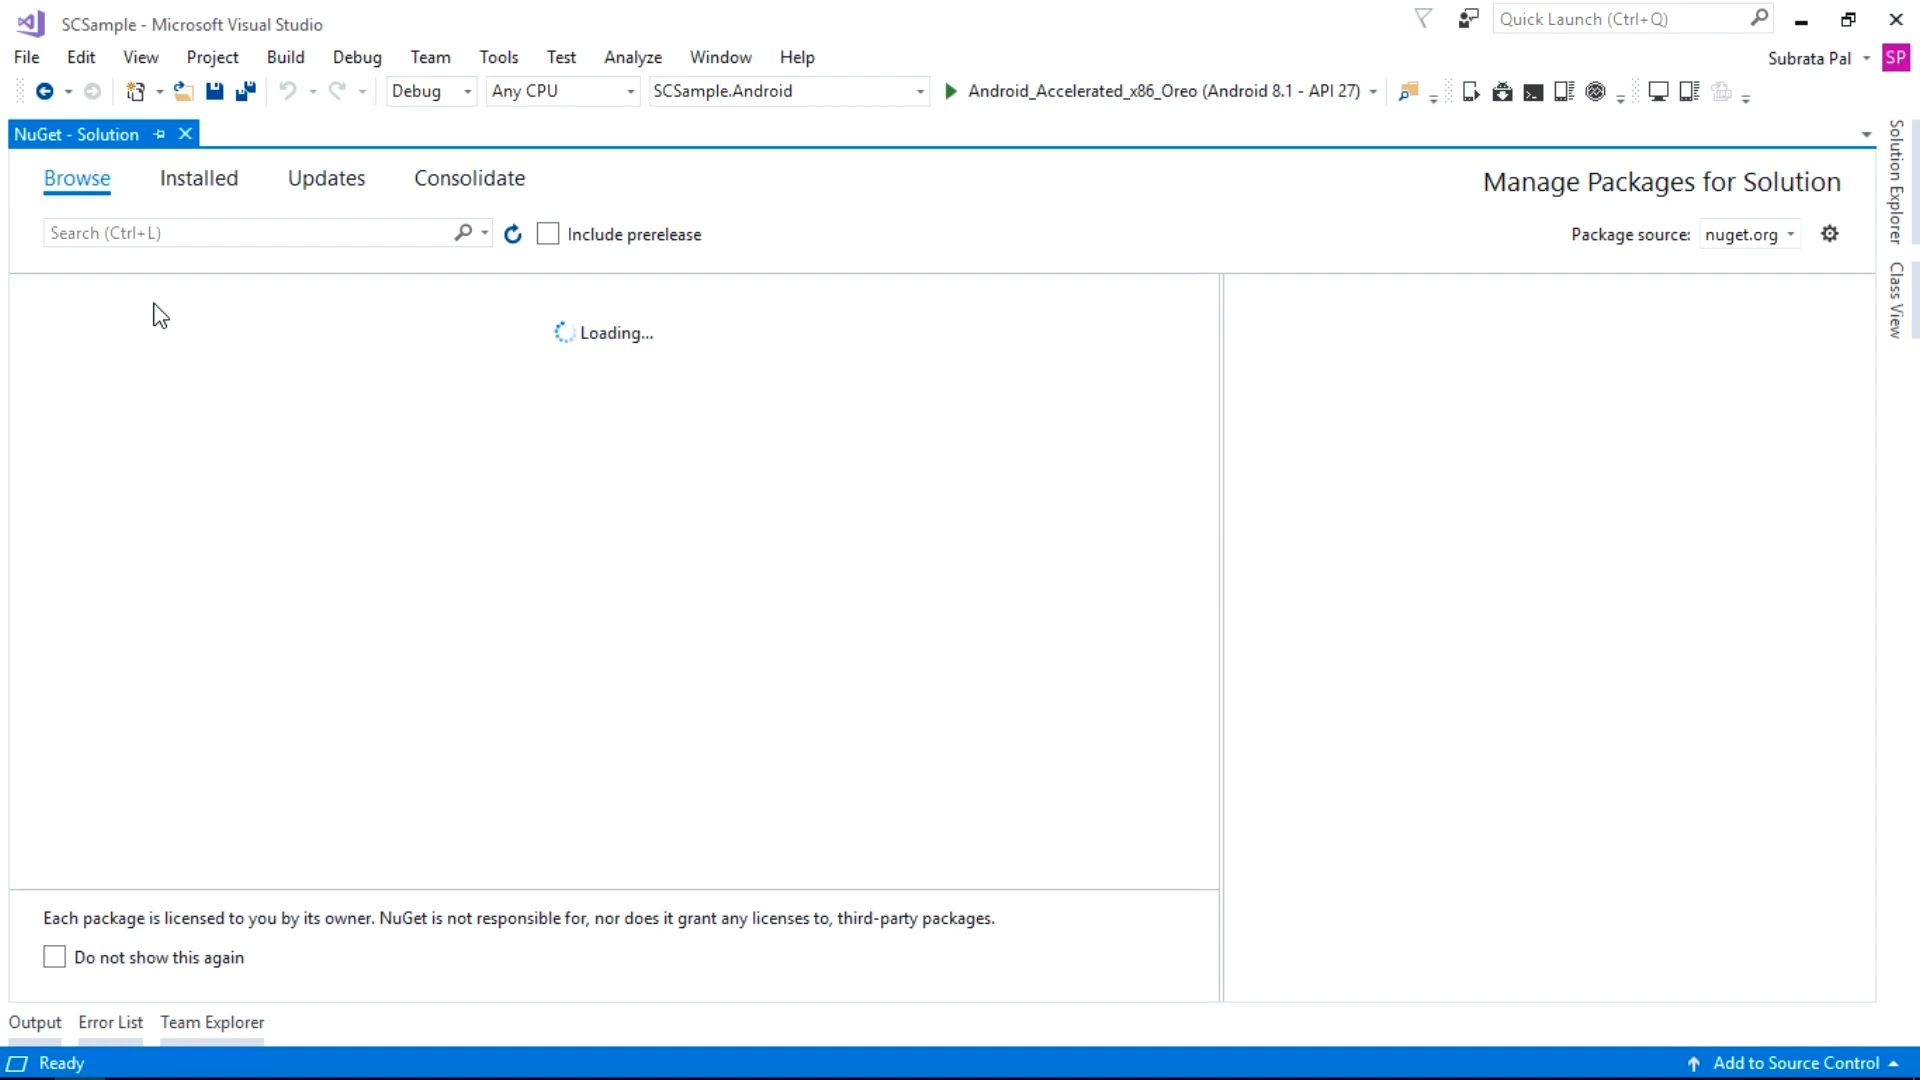 SCSample - Microsoft Visual Studio
Quick Launch (Ctrl+Q)
File Edit View Project Build Debug Team Tools Test Analyze Window Help
Subrata Pal SP
Debug Any CPU SCSample.Android Android_Accelerated_x86_Oreo (Android 8.1 - API 27)
NuGet - Solution
Browse Installed Updates Consolidate
Manage Packages for Solution
Search (Ctrl+L) Include prerelease
Package source: nuget.org
Solution Explorer
Class View
Loading...
Each package is licensed to you by its owner. NuGet is not responsible for, nor does it grant any licenses to, third-party packages.
Do not show this again
Output Error List Team Explorer
Ready
Add to Source Control